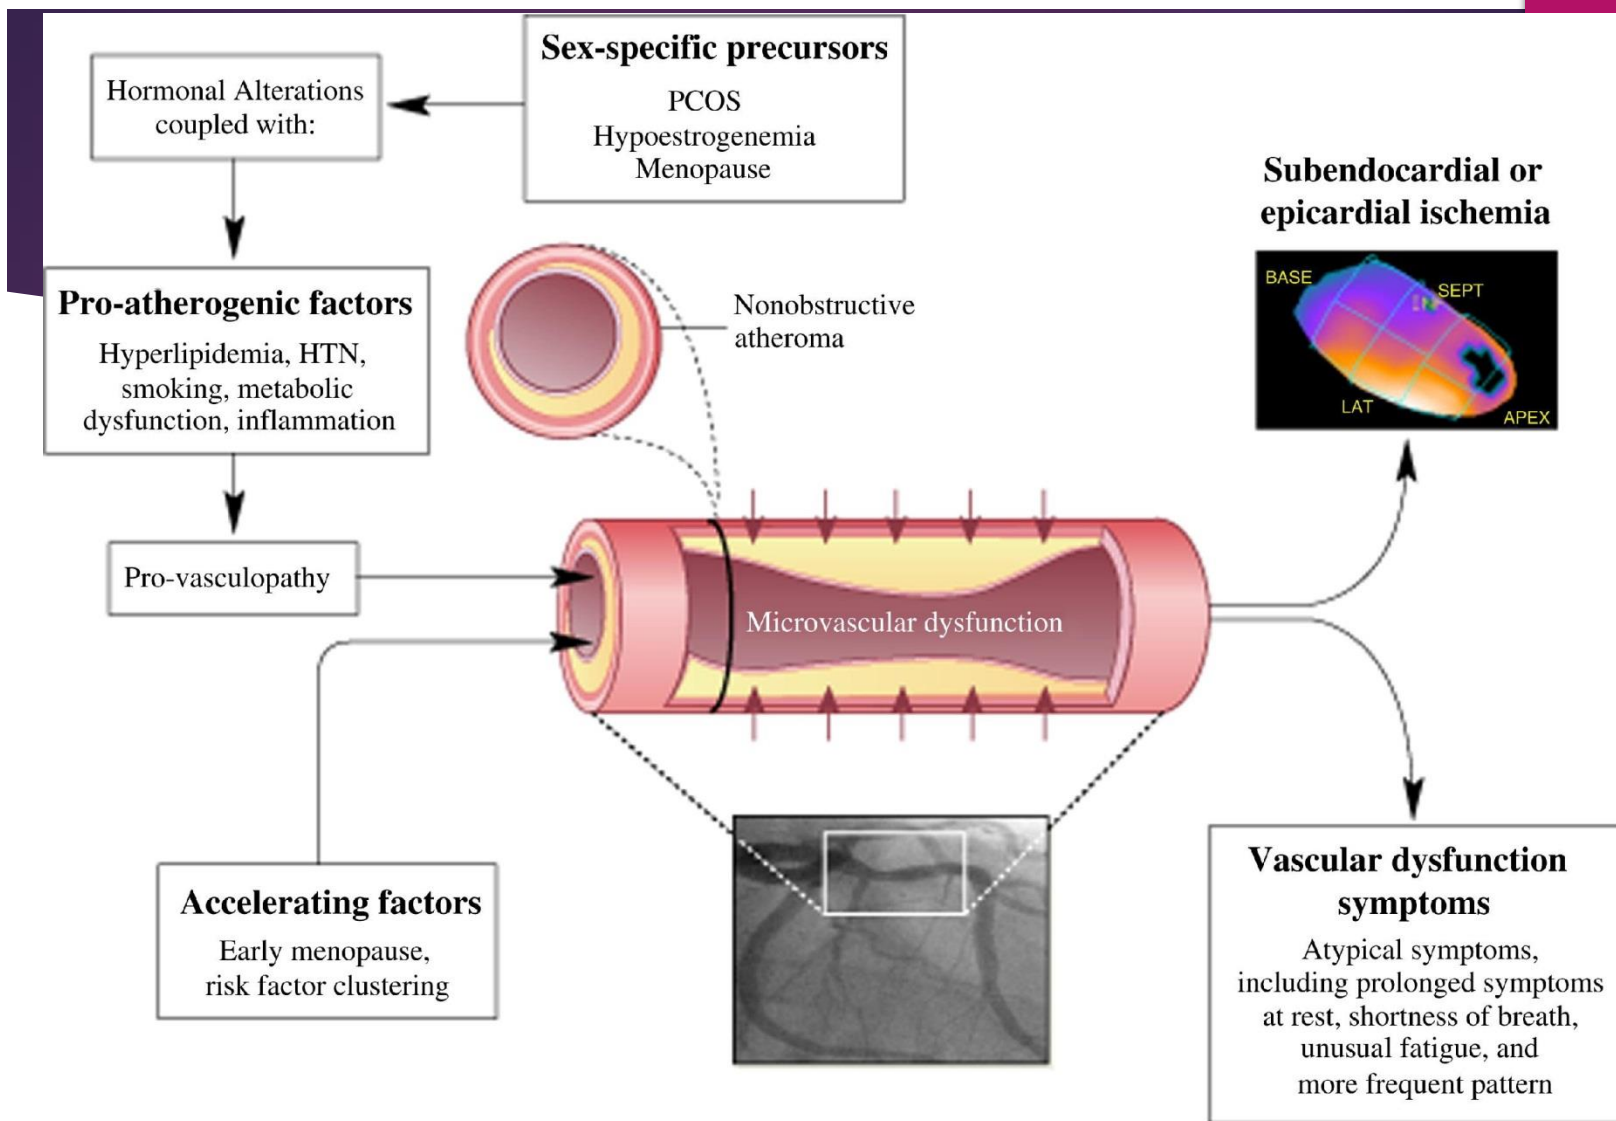 Sex-specific precursors
PCOS
Hypoestrogenemia
Menopause
Hormonal Alterations
coupled with:
Pro-atherogenic factors
Hyperlipidemia, HTN,
smoking, metabolic
dysfunction, inflammation
Pro-vasculopathy
Accelerating factors
Early menopause,
risk factor clustering
Nonobstructive
atheroma
Microvascular dysfunction
Subendocardial or
epicardial ischemia
BASE
SEPT
LAT
APEX
Vascular dysfunction
symptoms
Atypical symptoms,
including prolonged symptoms
at rest, shortness of breath,
unusual fatigue, and
more frequent pattern